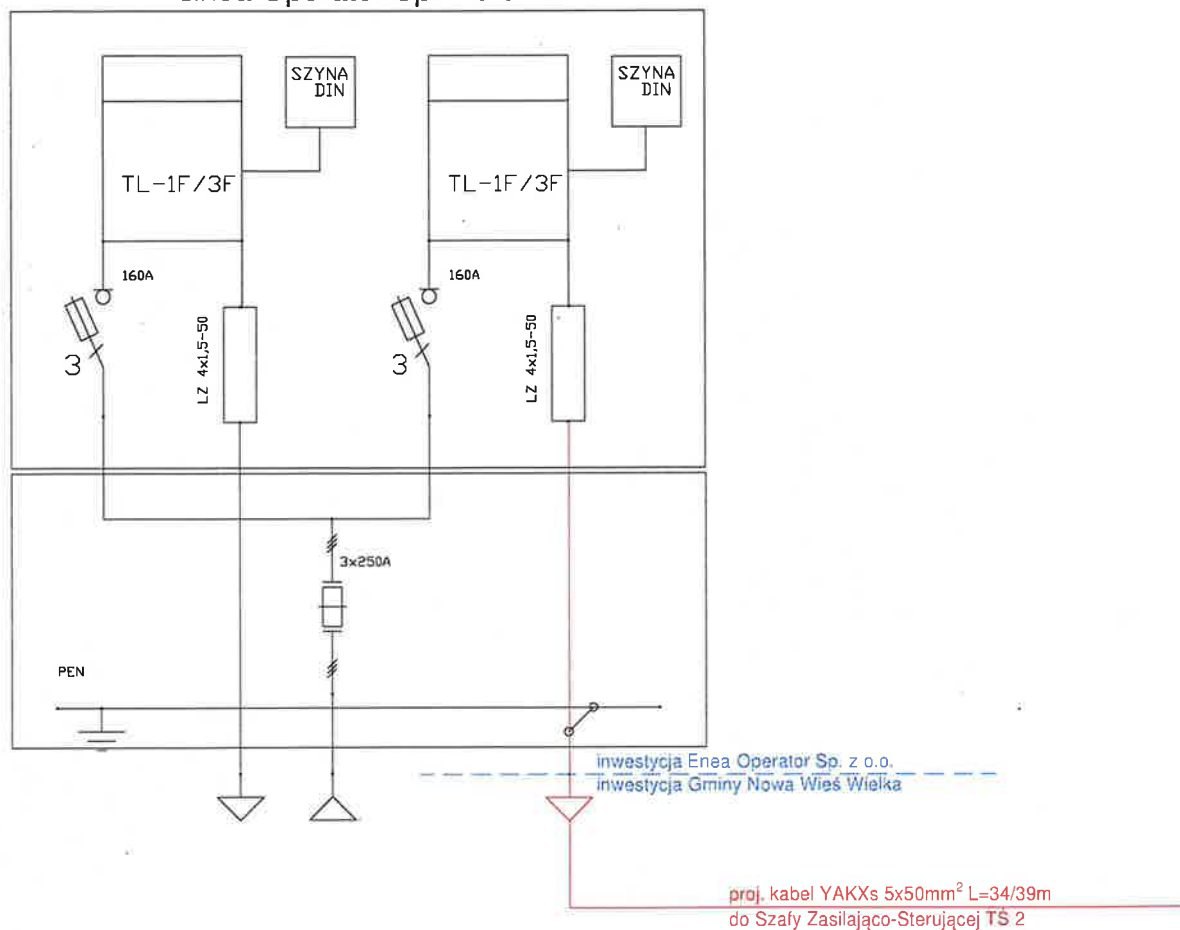 SZYNA
DIN
SZYNA
DIN
TL-1F/3F
TL-1F/3F
160A
160A
3
LZ 4x1,5-50
3
LZ 4x1,5-50
3x250A
PEN
inwestycja Enea Operator Sp. z o.o.
inwestycja Gminy Nowa Wieś Wielka
proj. kabel YAKXs 5x50mm² L=34/39m
do Szafy Zasilająco-Sterującej TS 2